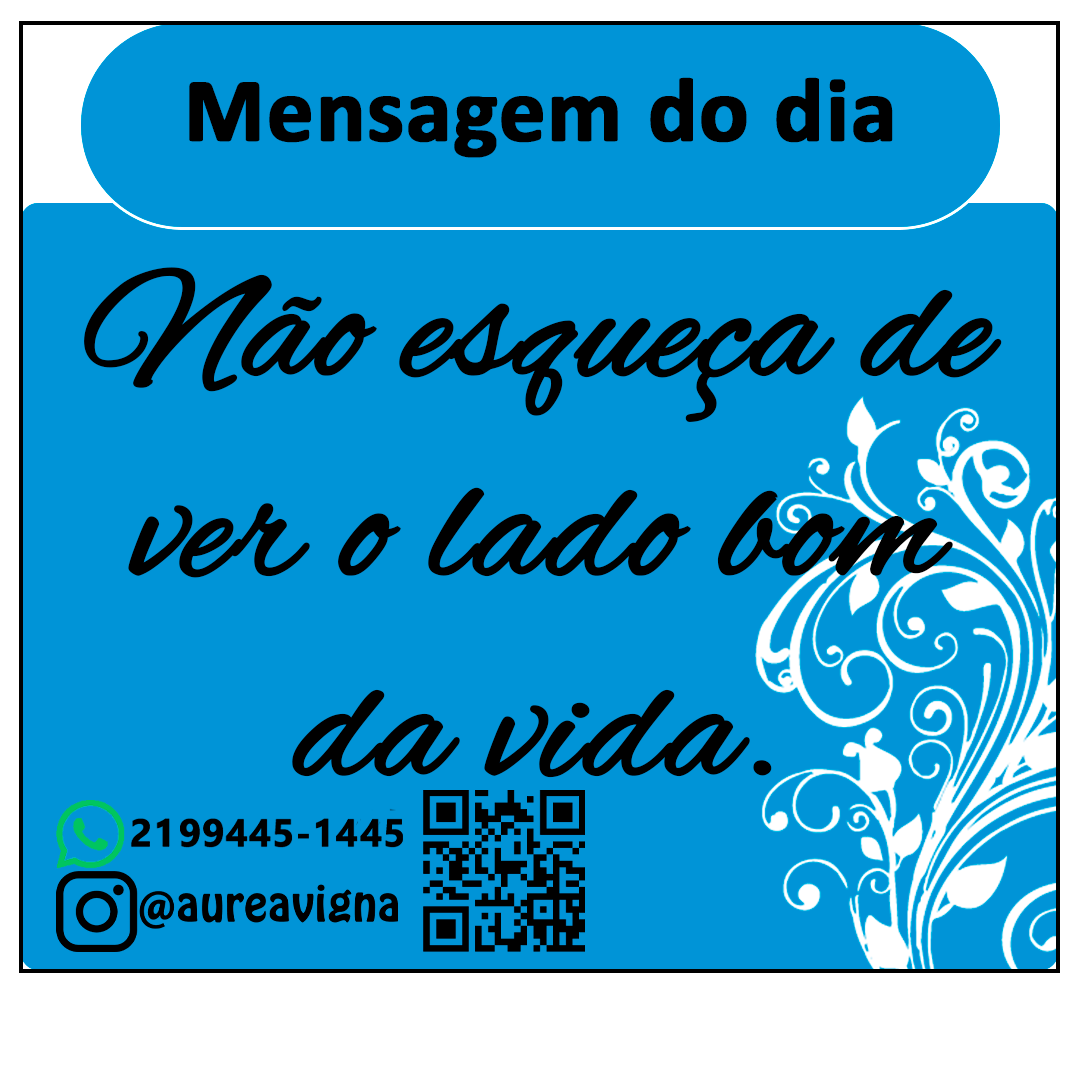 Mensagem do dia
Não esqueça de
ver o lado bom
da vida.
2199445-1445
@aureavigna